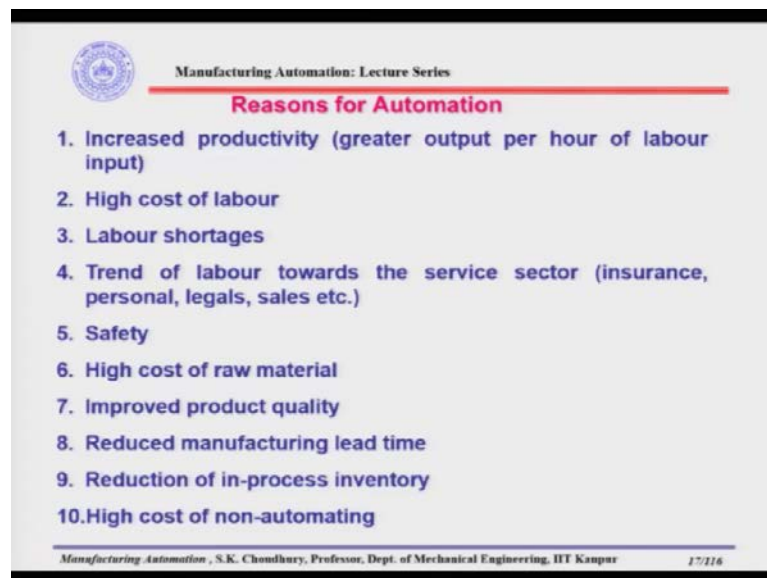 Manufacturing Automation: Lecture Series
Reasons for Automation
1. Increased productivity (greater output per hour of labour
input)
2. High cost of labour
3. Labour shortages
4. Trend of labour towards the service sector (insurance,
personal, legals, sales etc.)
5. Safety
6. High cost of raw material
7. Improved product quality
8. Reduced manufacturing lead time
9. Reduction of in-process inventory
10.High cost of non-automating
Manufacturing Automation , S.K. Choudhury, Professor, Dept. of Mechanical Engineering, IIT Kanpur 17/116